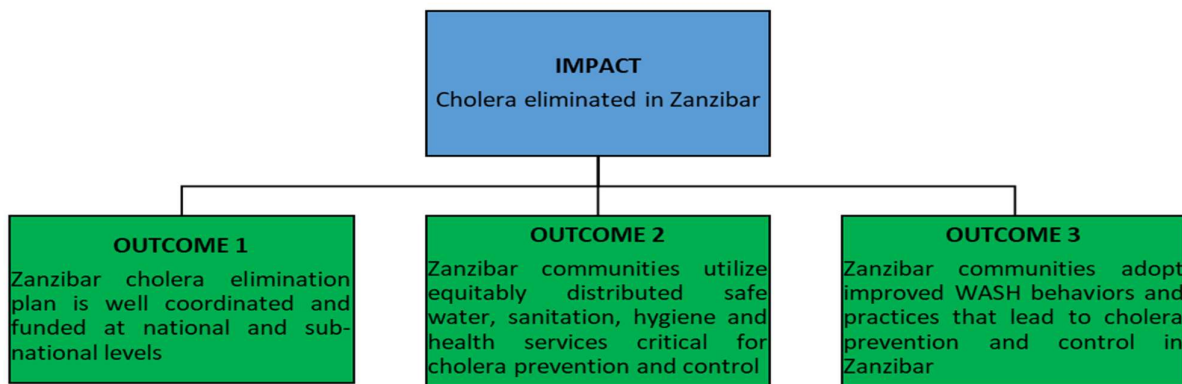 IMPACT
Cholera eliminated in Zanzibar
OUTCOME 1
Zanzibar cholera elimination
plan is well coordinated and
funded at national and sub-
national levels
OUTCOME 2
Zanzibar communities utilize
equitably distributed safe
water, sanitation, hygiene and
health services critical for
cholera prevention and control
OUTCOME 3
Zanzibar communities adopt
improved WASH behaviors and
practices that lead to cholera
prevention and control in
Zanzibar